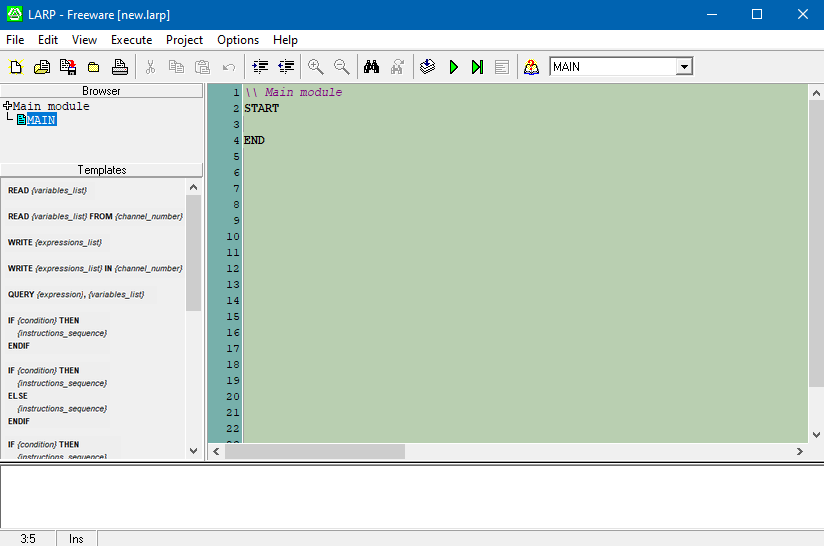 LARP - Freeware [new.larp]
File Edit View Execute Project Options Help
MAIN
Browser
Main module
MAIN
Templates
READ {variables_list}
READ {variables_list} FROM {channel_number}
WRITE {expressions_list}
WRITE {expressions_list} IN {channel_number}
QUERY {expression}, {variables_list}
IF {condition} THEN
{instructions_sequence}
ENDIF
IF {condition} THEN
{instructions_sequence}
ELSE
{instructions_sequence}
ENDIF
IF {condition} THEN
{instructions_sequence}
1 \\ Main module
2 START
3
4 END
5
6
7
8
9
10
11
12
13
14
15
16
17
18
19
20
21
22
3:5 Ins